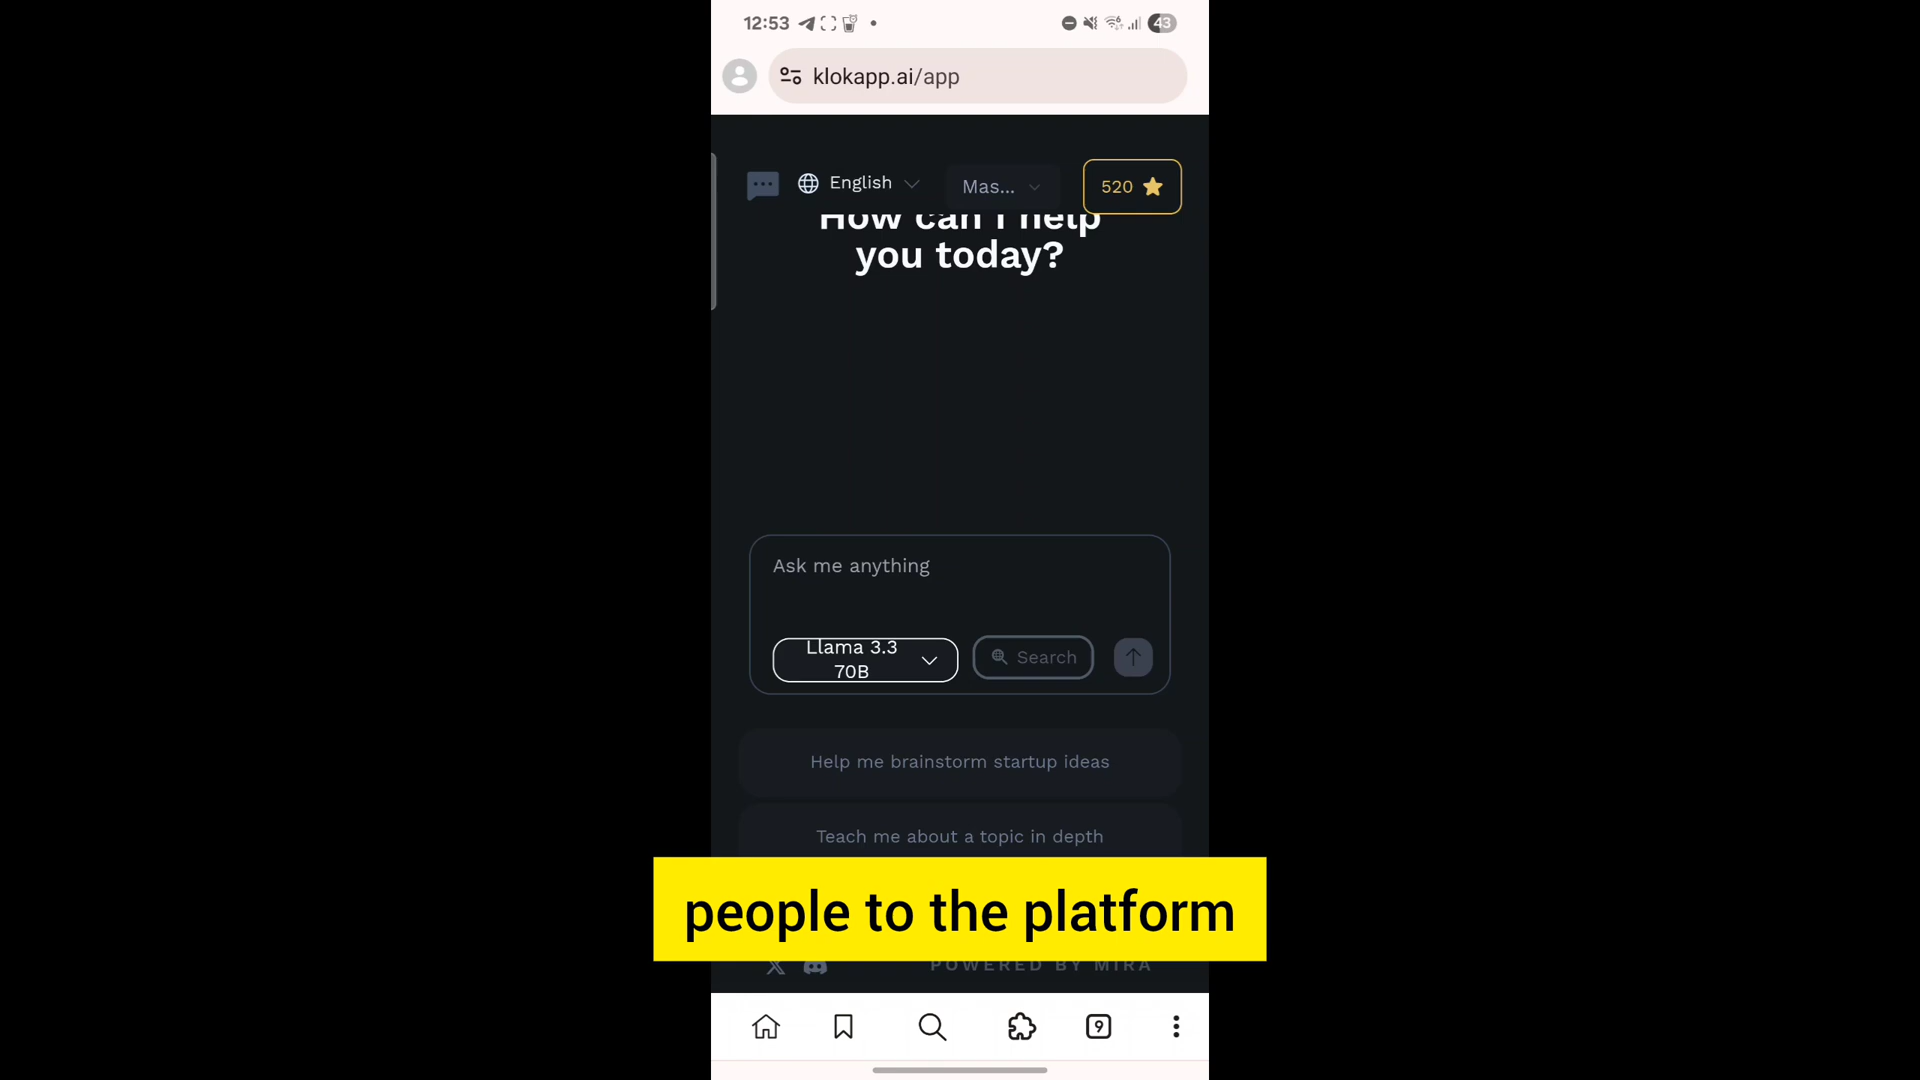 12:53
43
klokapp.ai/app
English
Mas...
520
How can I help
you today?
Ask me anything
Llama 3.3
70B
Search
Help me brainstorm startup ideas
Teach me about a topic in depth
people to the platform
POWERED BY MIRA
9